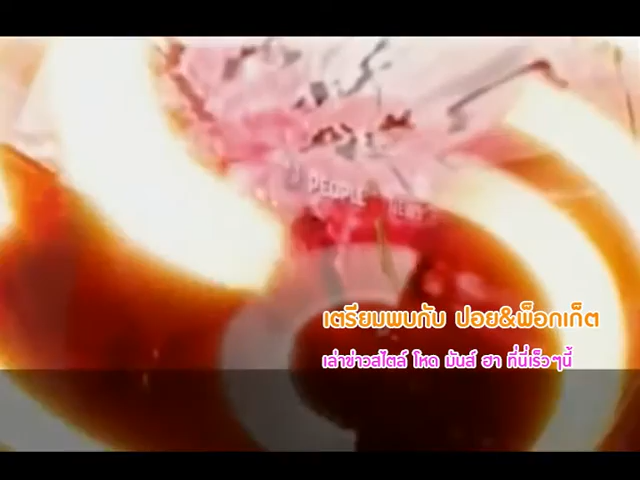 PEOPLE
เตรียมพบกับ ปอย&พ็อกเก็ต
เล่าข่าวสไตล์ โหด มันส์ ฮา ที่นี่เร็วๆนี้